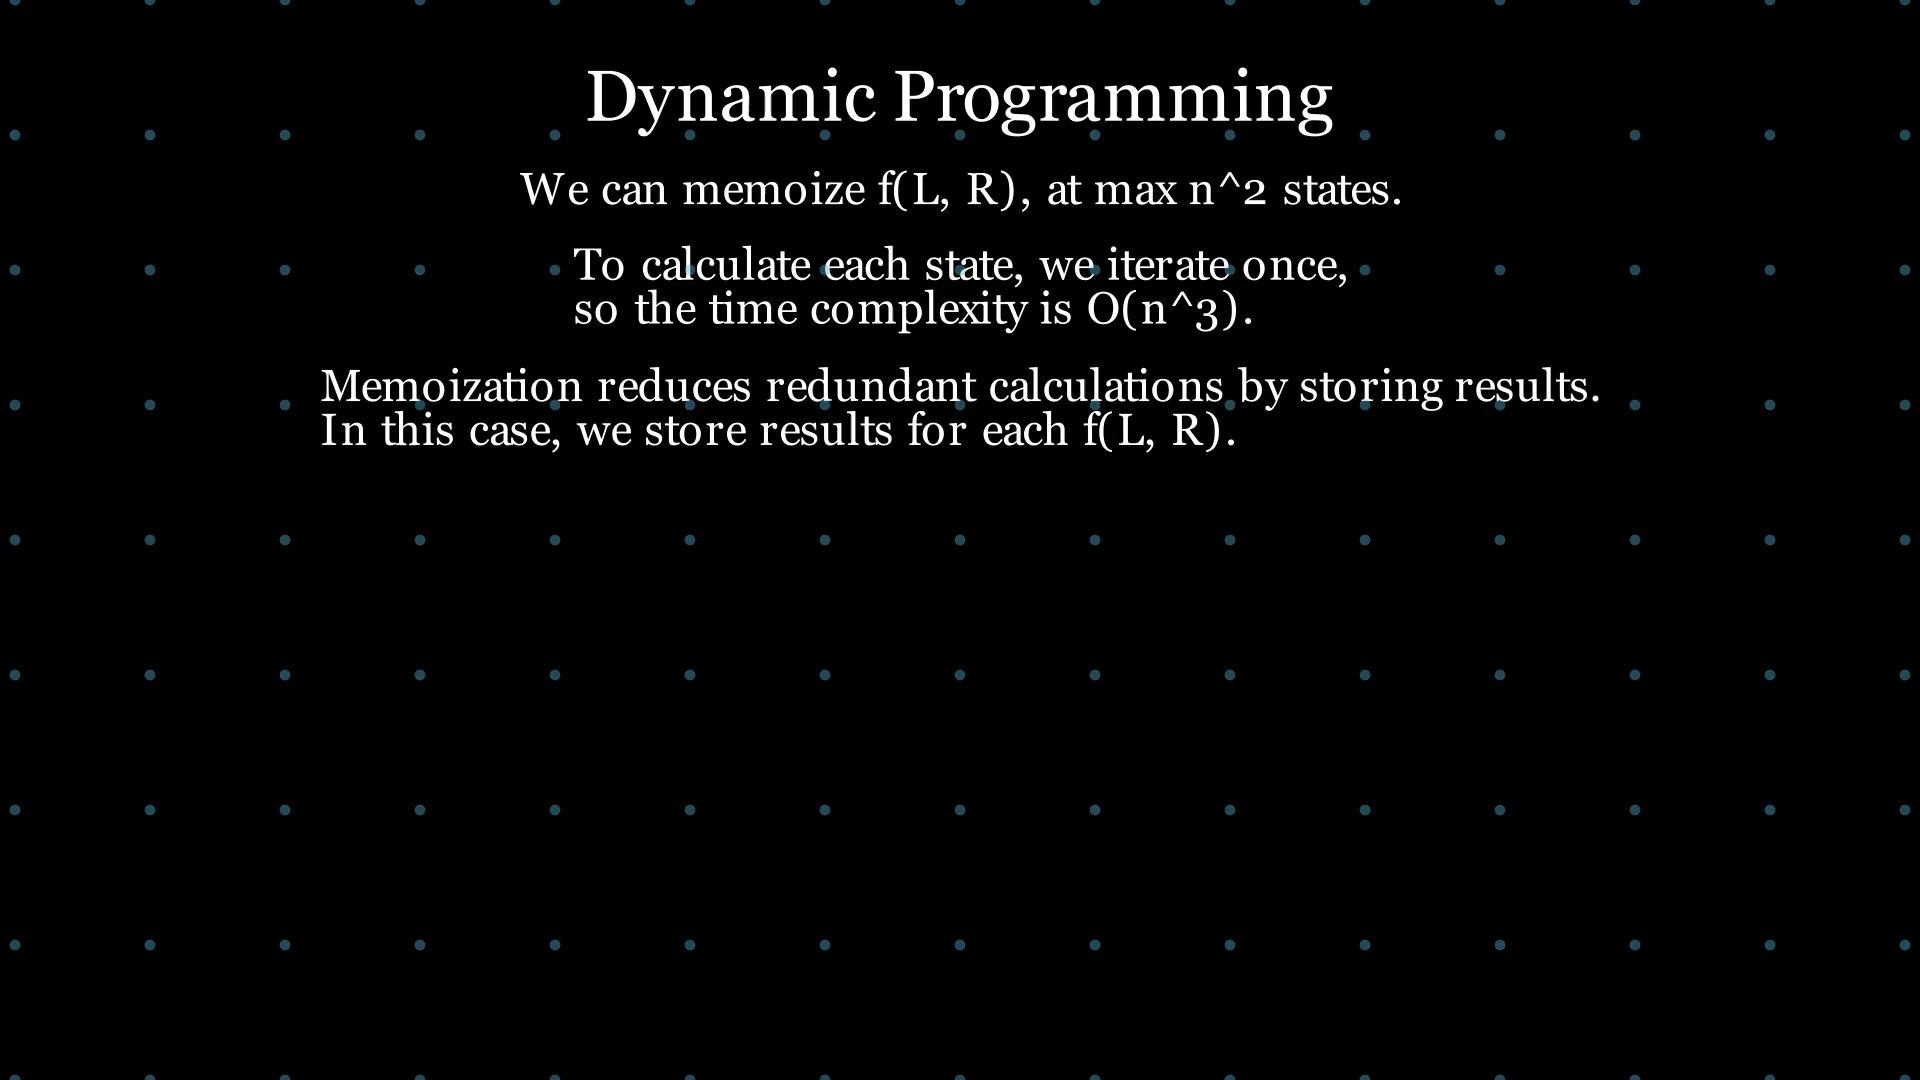 Dynamic Programming
We can memoize f(L, R), at max n^2 states.
To calculate each state, we iterate once,
so the time complexity is O(n^3).
Memoization reduces redundant calculations by storing results.
In this case, we store results for each f(L, R).